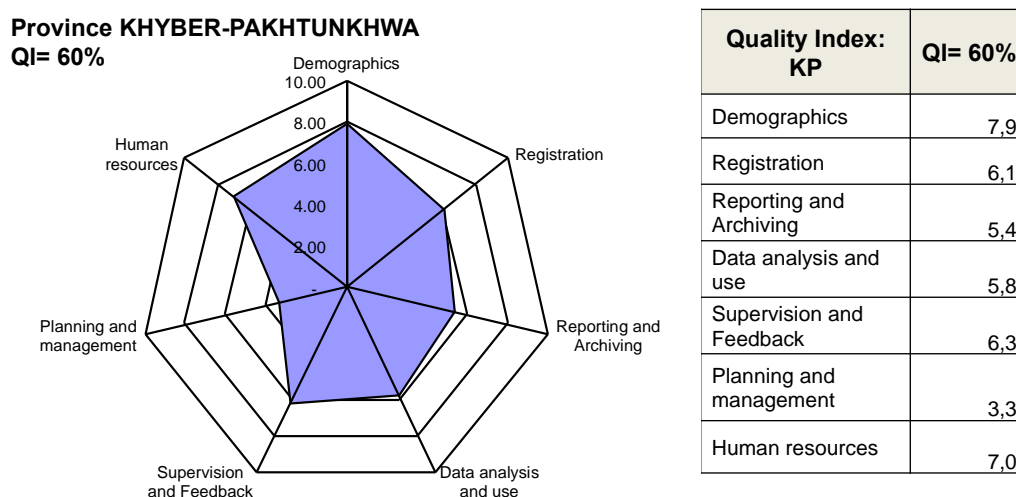 Province KHYBER-PAKHTUNKHWA
QI= 60%
Demographics
10.00
8.00
6.00
4.00
2.00
-
Human
resources
Registration
Planning and
management
Reporting and
Archiving
Supervision
and Feedback
Data analysis
and use
Quality Index:
KP
QI= 60%
Demographics
7,9
Registration
6,1
Reporting and
Archiving
5,4
Data analysis and
use
5,8
Supervision and
Feedback
6,3
Planning and
management
3,3
Human resources
7,0